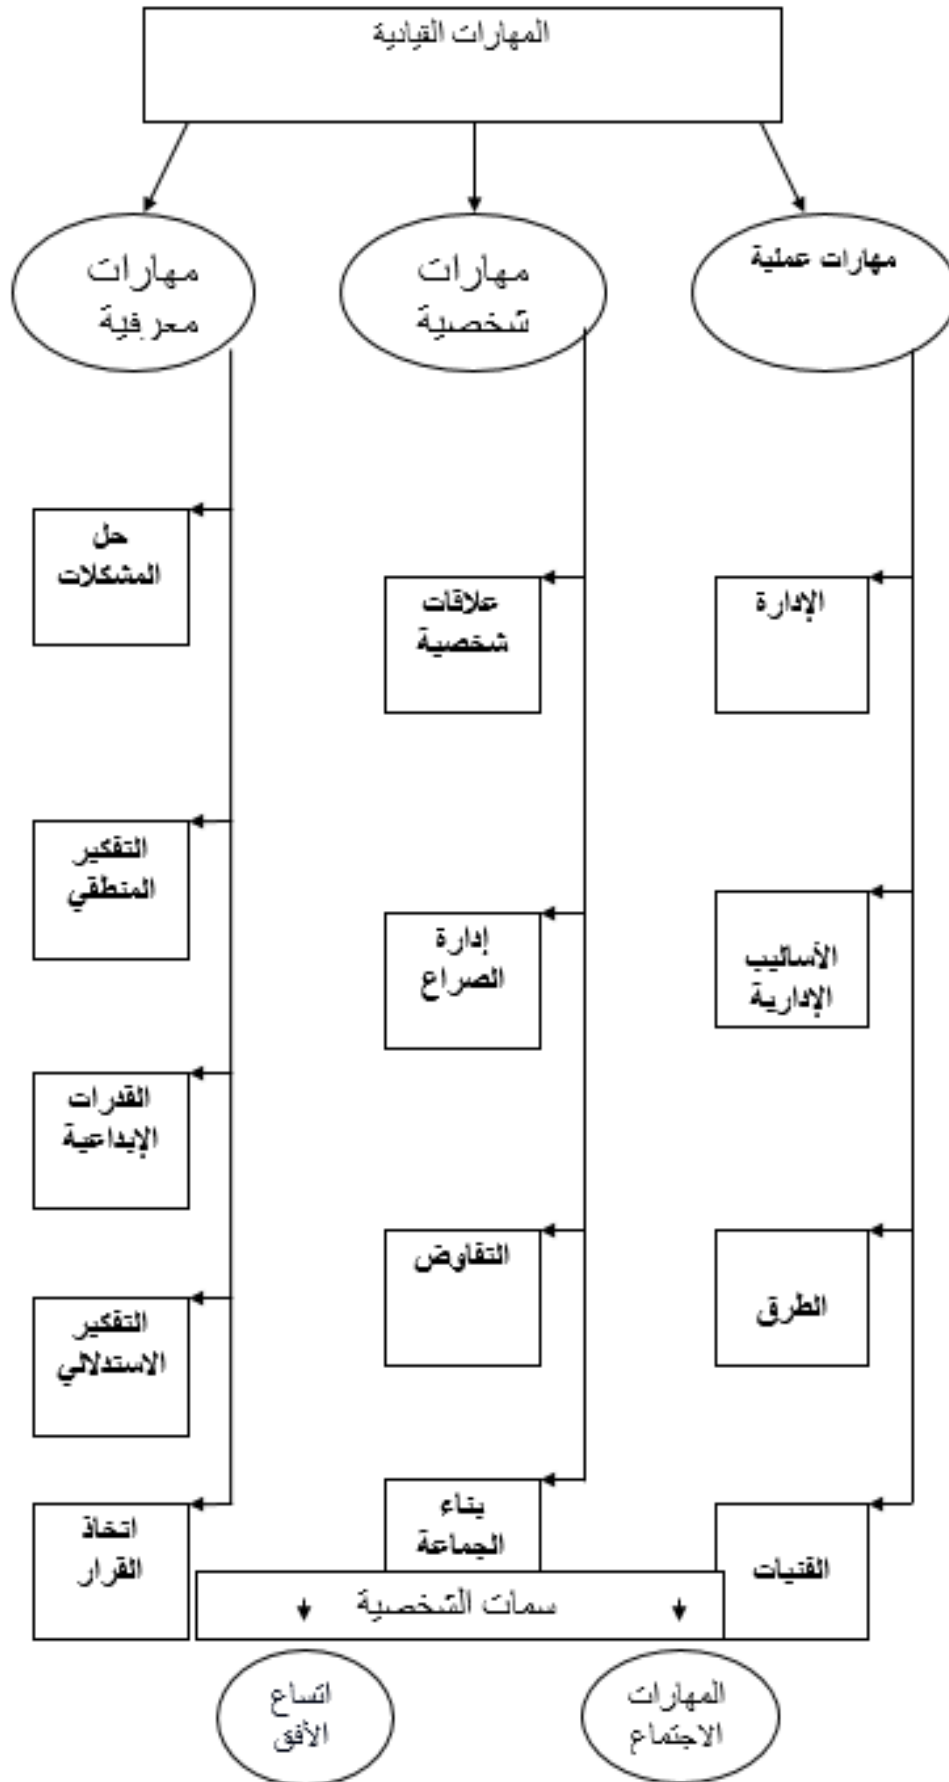 المهارات القيادية
مهارات عملية
مهارات
شخصية
مهارات
معرفية
الإدارة
الأساليب
الإدارية
الطرق
الفنيات
علاقات
شخصية
إدارة
الصراع
التفاوض
بناء
الجماعة
حل
المشكلات
التفكير
المنطقي
القدرات
الإبداعية
التفكير
الاستدلالي
اتخاذ
القرار
سمات الشخصية
المهارات
الاجتماع
اتساع
الأفق